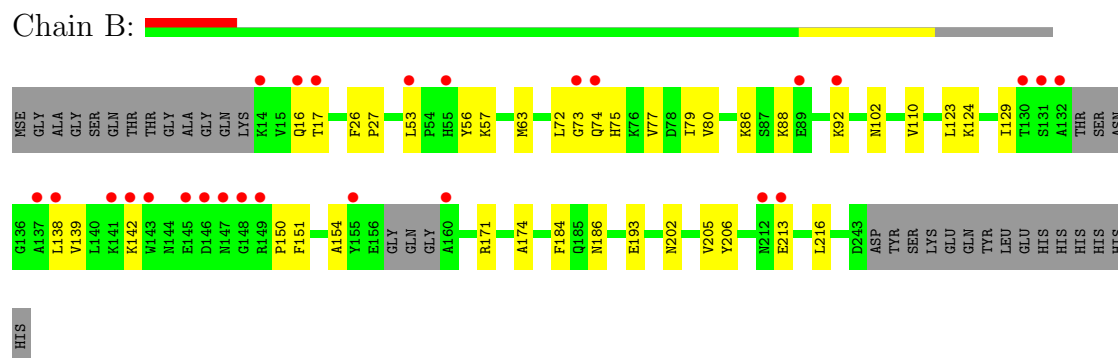 Chain B:
MSE GLY ALA GLY SER GLN THR THR GLY ALA GLY GLN LYS K14 V15 Q16 T17 F26 P27 L53 P54 H55 Y56 K57 M63 L72 G73 Q74 H75 K76 V77 D78 I79 V80 K86 S87 K88 E89 K92 N102 V110 L123 K124 I129 T130 S131 A132 THR SER ASN
G136 A137 L138 V139 L140 K141 K142 W143 N144 E145 D146 N147 G148 R149 P150 F151 A154 Y155 E156 GLY GLN GLY A160 R171 A174 F184 Q185 N186 E193 N202 V205 Y206 N212 E213 L216 D243 ASP TYR SER LYS GLU GLN TYR LEU GLU HIS HIS HIS HIS HIS
HIS